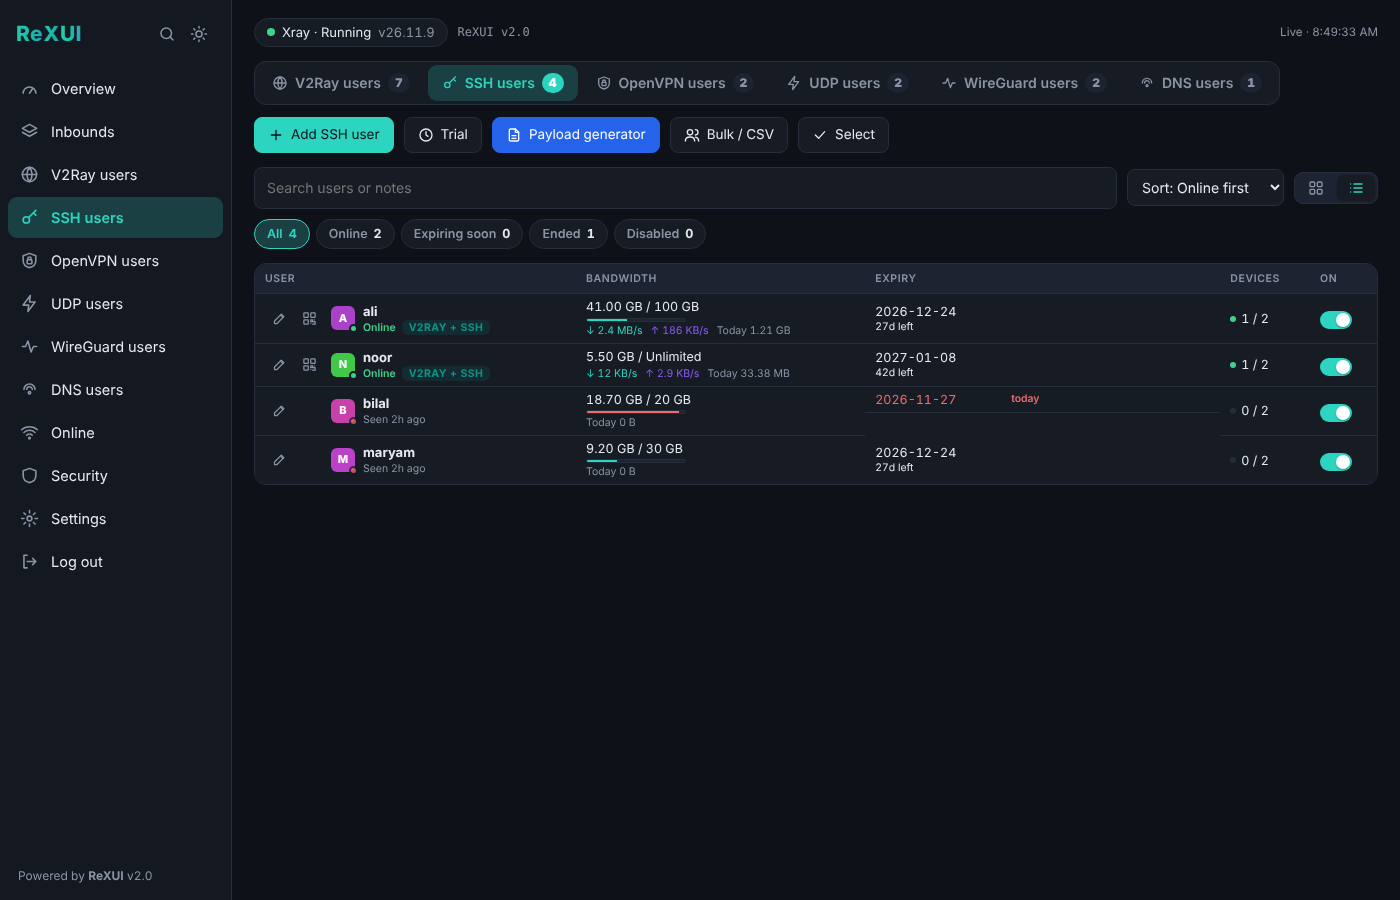 ReXUI
Overview
Inbounds
V2Ray users
SSH users
OpenVPN users
UDP users
WireGuard users
DNS users
Online
Security
Settings
Log out
Powered by ReXUI v2.0
Xray · Running v26.11.9 ReXUI v2.0 Live · 8:49:33 AM
V2Ray users 7 SSH users 4 OpenVPN users 2 UDP users 2 WireGuard users 2 DNS users 1
Add SSH user Trial Payload generator Bulk / CSV Select
Search users or notes Sort: Online first
All 4 Online 2 Expiring soon 0 Ended 1 Disabled 0
USER BANDWIDTH EXPIRY DEVICES ON
A ali 41.00 GB / 100 GB 2026-12-24 1 / 2
Online V2RAY + SSH ↓ 2.4 MB/s ↑ 186 KB/s Today 1.21 GB 27d left
N noor 5.50 GB / Unlimited 2027-01-08 1 / 2
Online V2RAY + SSH ↓ 12 KB/s ↑ 2.9 KB/s Today 33.38 MB 42d left
B bilal 18.70 GB / 20 GB 2026-11-27 today 0 / 2
Seen 2h ago Today 0 B
M maryam 9.20 GB / 30 GB 2026-12-24 0 / 2
Seen 2h ago Today 0 B 27d left